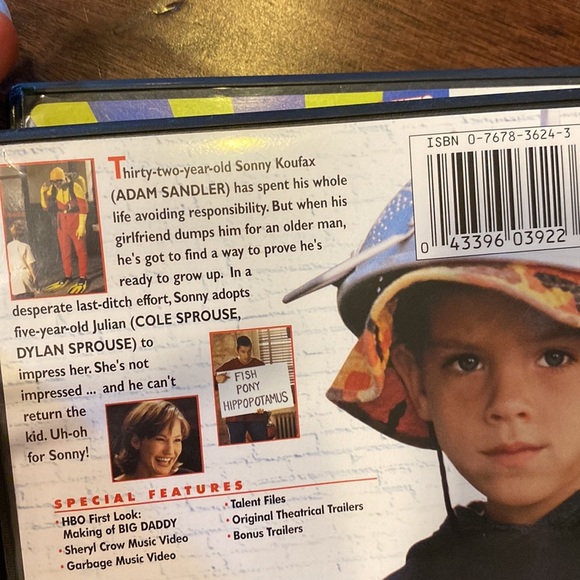 ISBN 0-7678-3624-3
0 43396 03922
Thirty-two-year-old Sonny Koufax
(ADAM SANDLER) has spent his whole
life avoiding responsibility. But when his
girlfriend dumps him for an older man,
he's got to find a way to prove he's
ready to grow up. In a
desperate last-ditch effort, Sonny adopts
five-year-old Julian (COLE SPROUSE,
DYLAN SPROUSE) to
impress her. She's not
impressed ... and he can't
return the
kid. Uh-oh
for Sonny!
FISH
PONY
HIPPOPOTAMUS
SPECIAL FEATURES
• HBO First Look:
Making of BIG DADDY
• Sheryl Crow Music Video
• Garbage Music Video
• Talent Files
• Original Theatrical Trailers
• Bonus Trailers